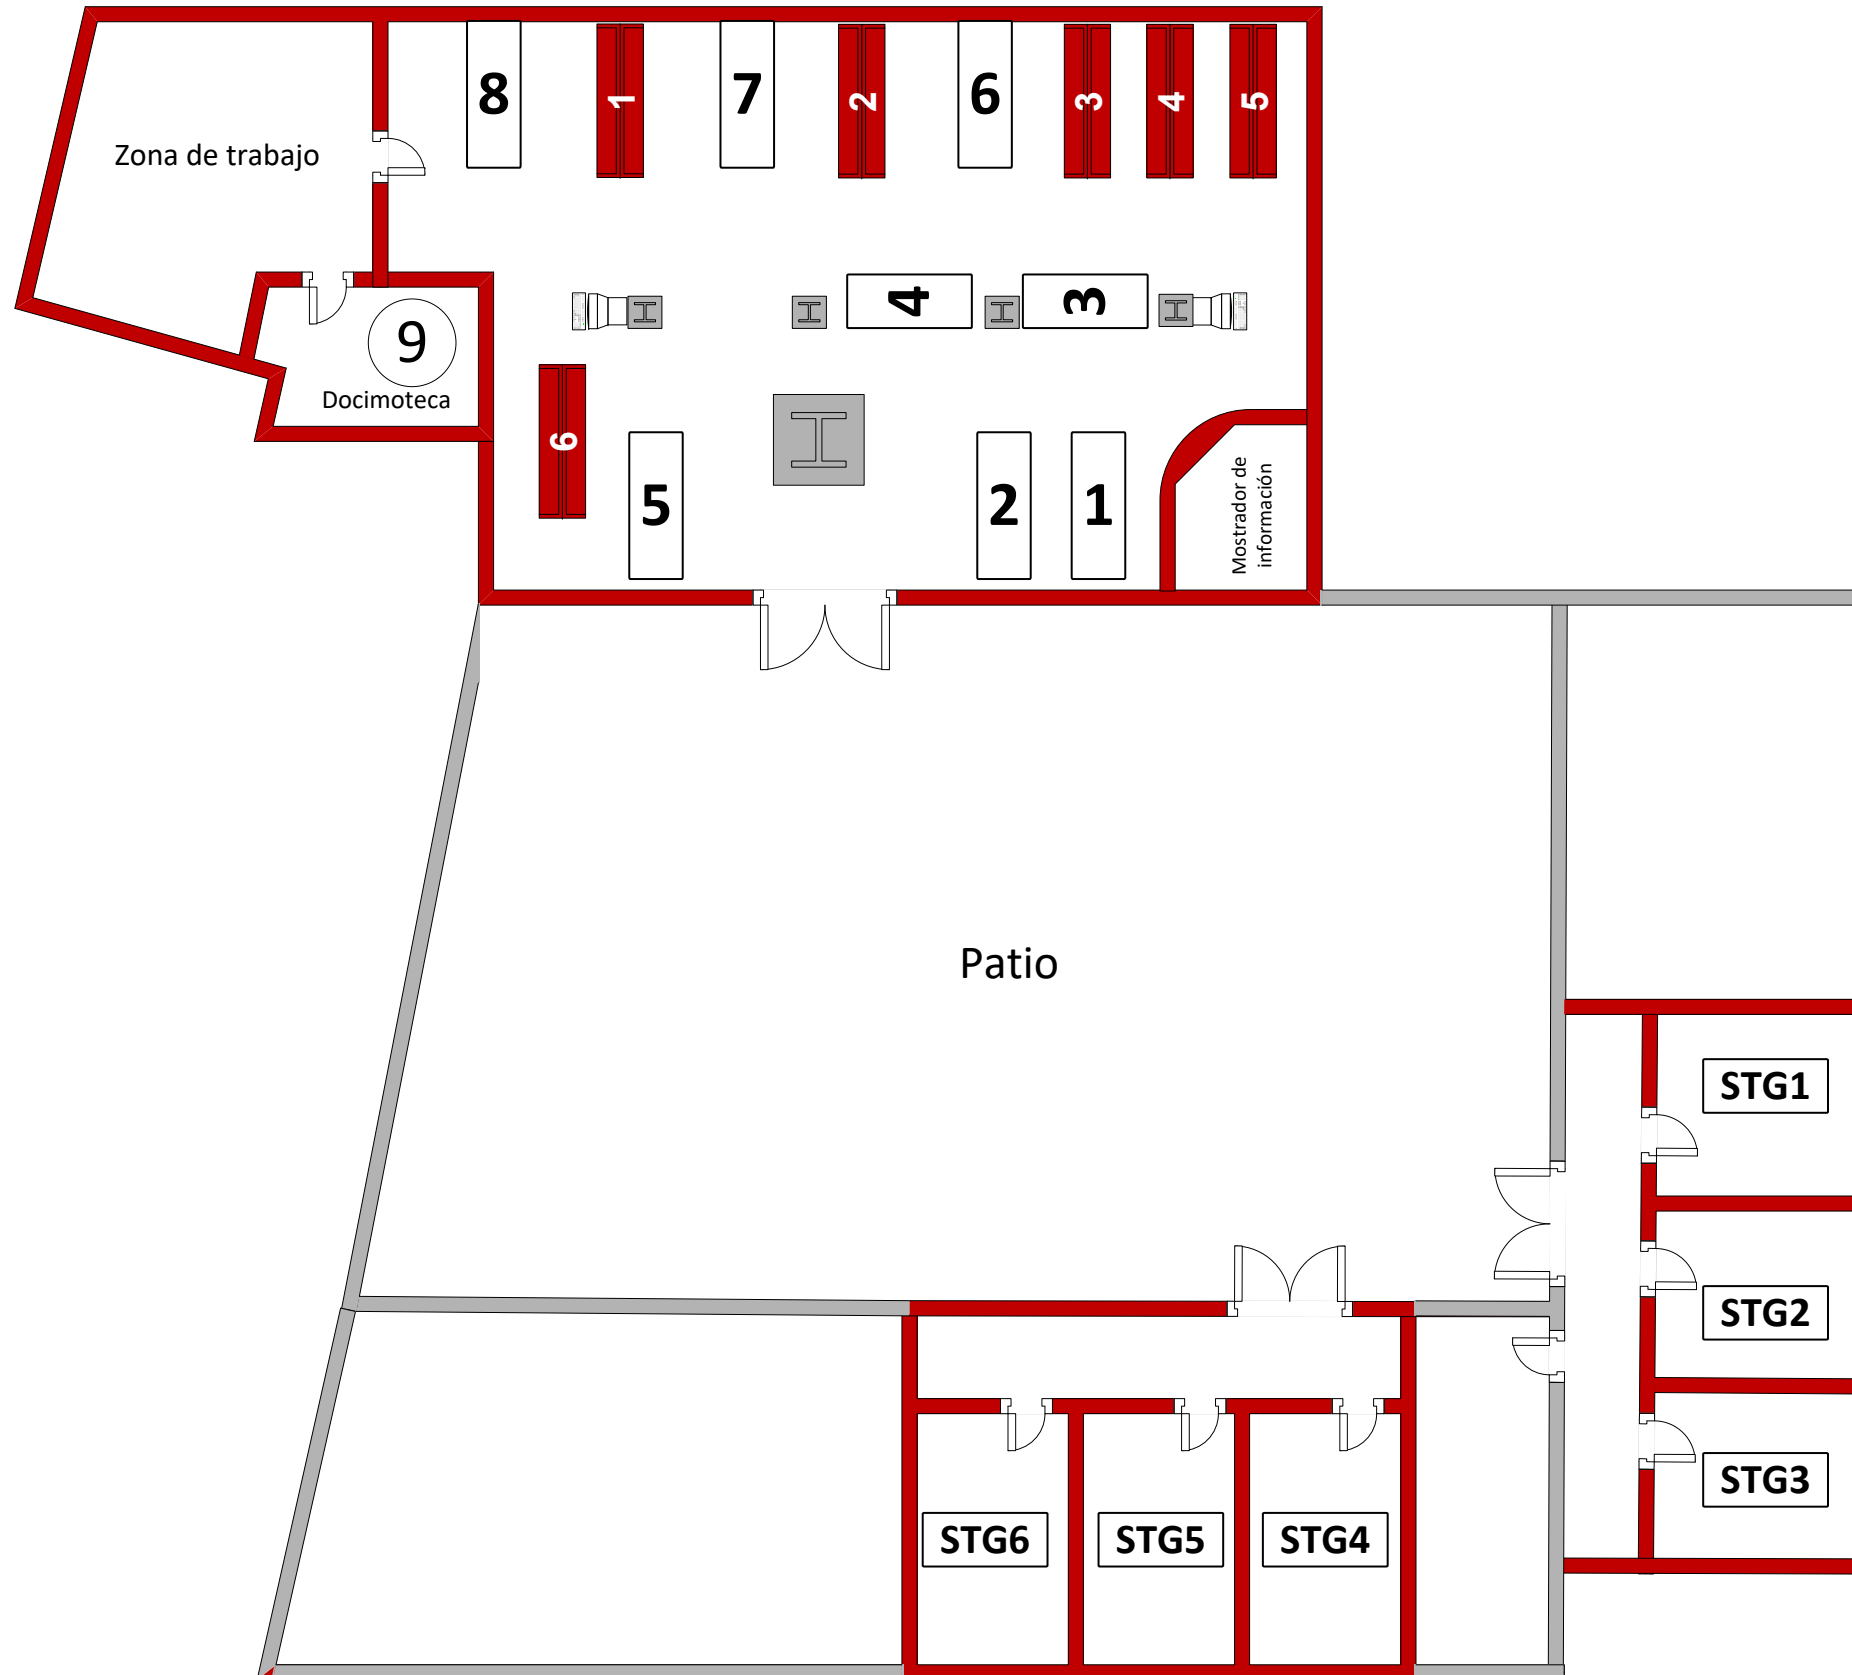 8
1
7
2
6
3
4
5
Zona de trabajo
4
3
9
Docimoteca
6
5
2
1
Mostrador de
información
Patio
STG1
STG2
STG3
STG6
STG5
STG4